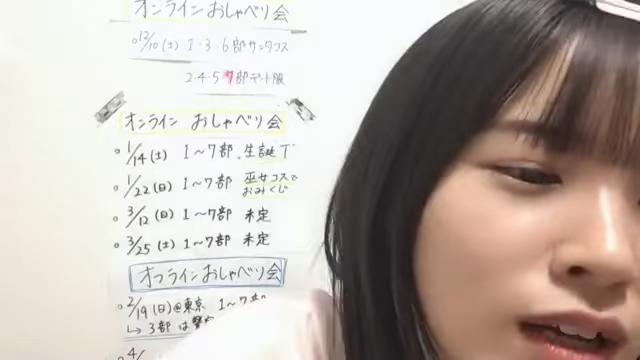 オンラインおしゃべり会
○12/10(土) 1・3・6部サンタコス
2・4・5・7部デート服
オンライン おしゃべり会
○ 1/14(土) 1〜7部 生誕T
○ 1/22(日) 1〜7部 巫女コスで
おみくじ
○ 3/12(日) 1〜7部 未定
○ 3/25(土) 1〜7部 未定
オフラインおしゃべり会
○ 2/19(日)@東京 1〜7部
↳ 3部は
○ 4/